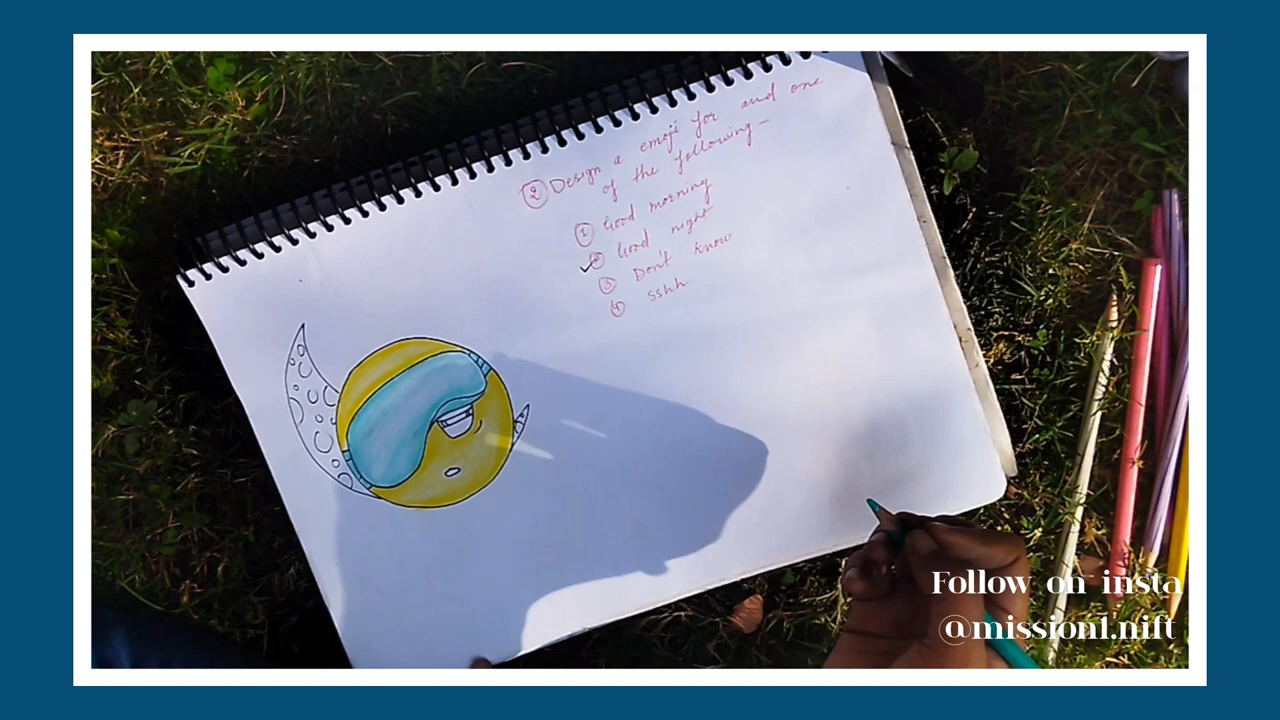 ② Design a emoji for and one
of the following -
① Good morning
② Good night
③ Don't know
④ sshh
Follow on insta
@mission1.nift